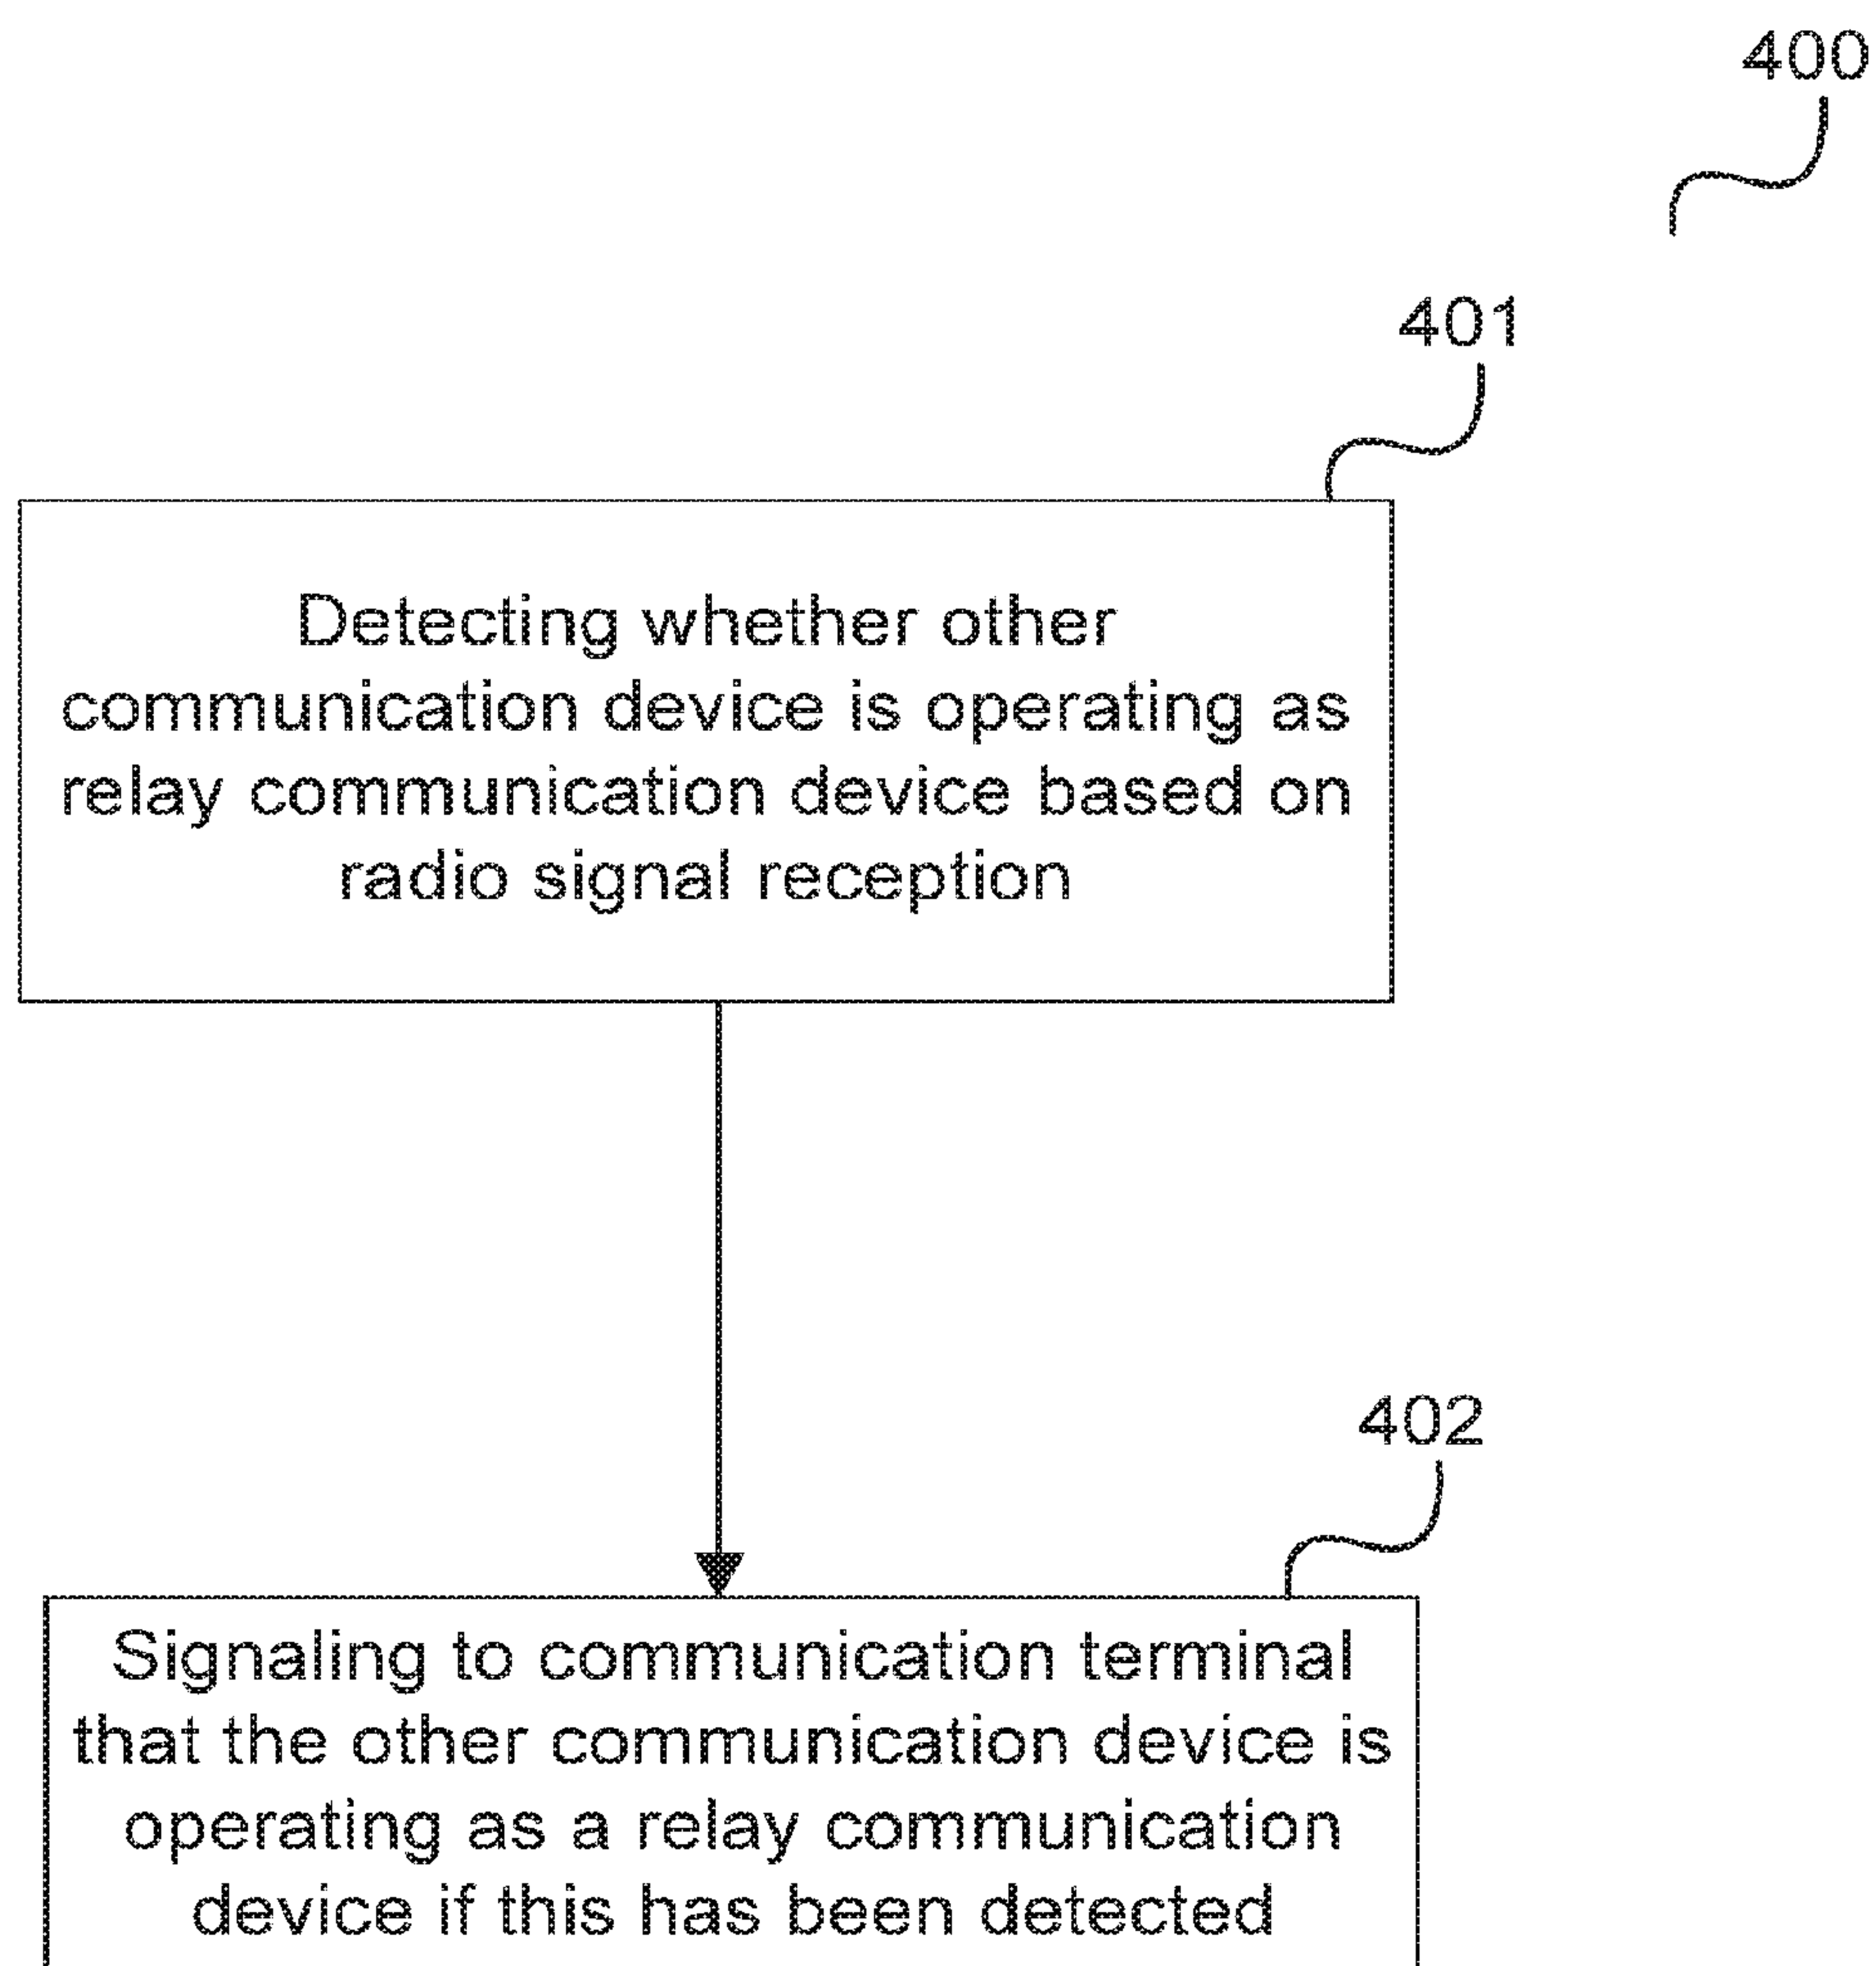 400
401
Detecting whether other
communication device is operating as
relay communication device based on
radio signal reception
402
Signaling to communication terminal
that the other communication device is
operating as a relay communication
device if this has been detected